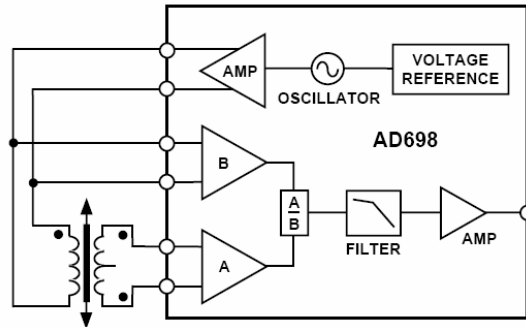 AMP
OSCILLATOR
VOLTAGE
REFERENCE
AD698
B
A
B
FILTER
AMP
A